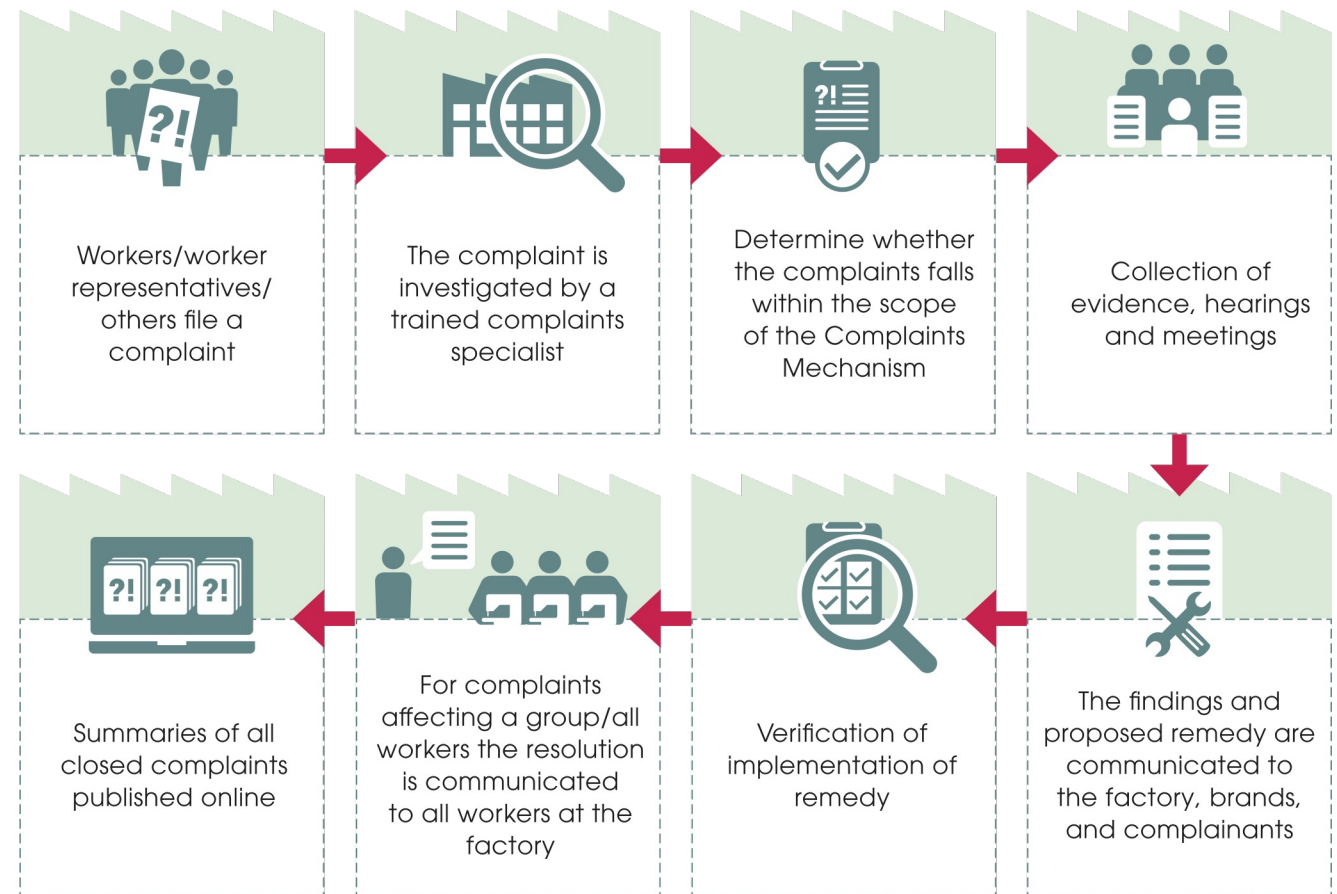 ?!
Workers/worker
representatives/
others file a
complaint
The complaint is
investigated by a
trained complaints
specialist
?!
Determine whether
the complaints falls
within the scope
of the Complaints
Mechanism
Collection of
evidence, hearings
and meetings
The findings and
proposed remedy are
communicated to
the factory, brands,
and complainants
Verification of
implementation of
remedy
For complaints
affecting a group/all
workers the resolution
is communicated
to all workers at the
factory
?! ?! ?!
Summaries of all
closed complaints
published online